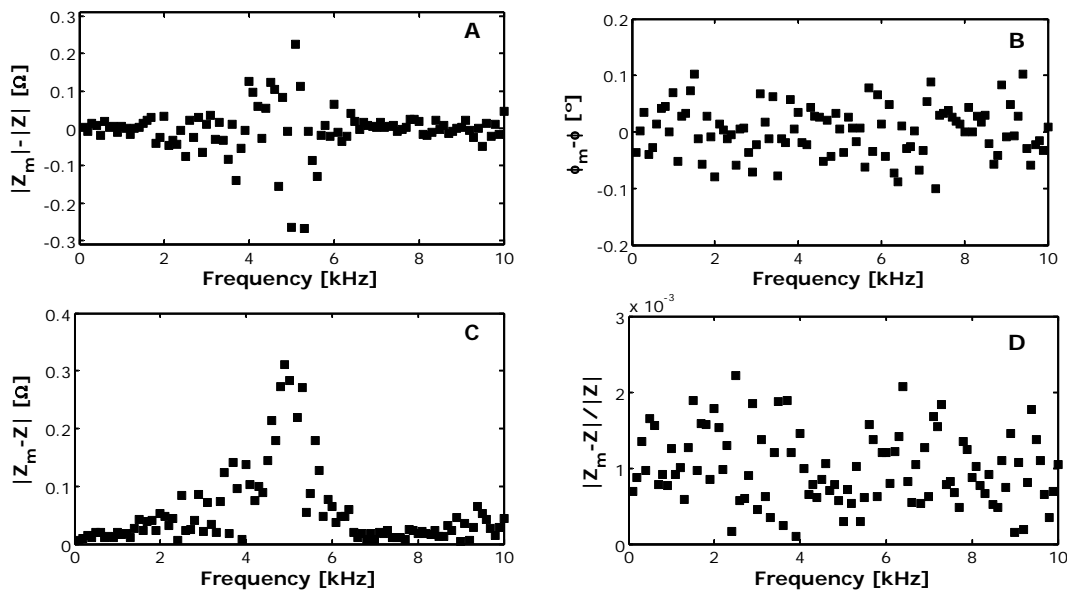 A
|Z_m|-|Z| [Ω]
0.3
0.2
0.1
0
-0.1
-0.2
-0.3
0 2 4 6 8 10
Frequency [kHz]
B
ϕ_m-ϕ [°]
0.2
0.1
0
-0.1
-0.2
0 2 4 6 8 10
Frequency [kHz]
C
|Z_m-Z| [Ω]
0.4
0.3
0.2
0.1
0
0 2 4 6 8 10
Frequency [kHz]
D
x 10^-3
|Z_m-Z|/|Z|
3
2
1
0
0 2 4 6 8 10
Frequency [kHz]